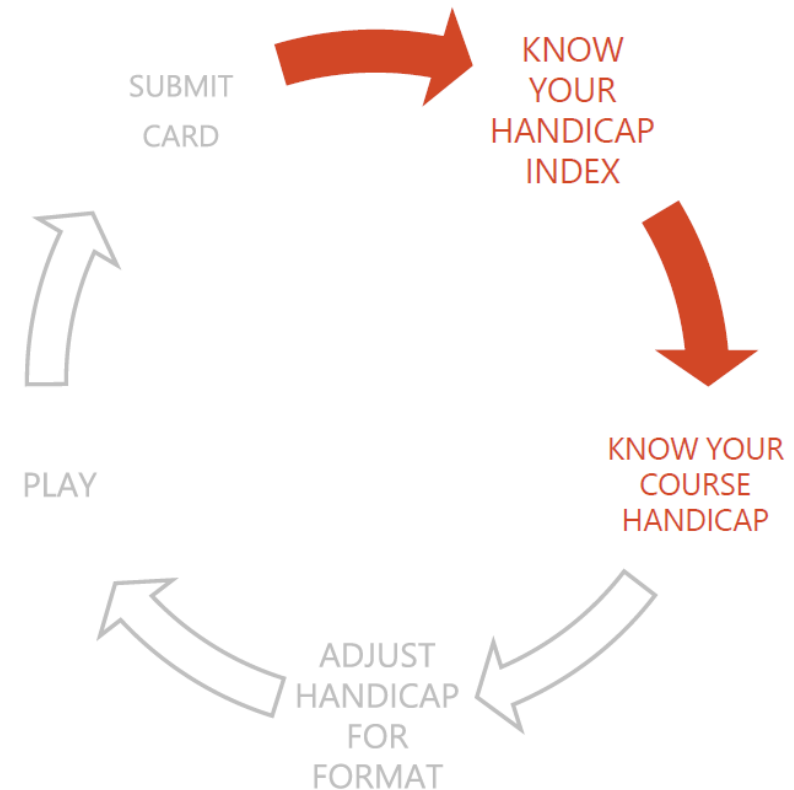 KNOW
YOUR
HANDICAP
INDEX
KNOW YOUR
COURSE
HANDICAP
ADJUST
HANDICAP
FOR
FORMAT
PLAY
SUBMIT
CARD